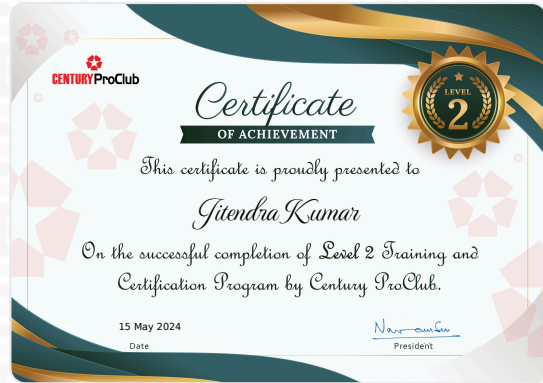 CENTURY ProClub
Certificate
OF ACHIEVEMENT
LEVEL
2
This certificate is proudly presented to
Jitendra Kumar
On the successful completion of Level 2 Training and
Certification Program by Century ProClub.
15 May 2024
Date
President